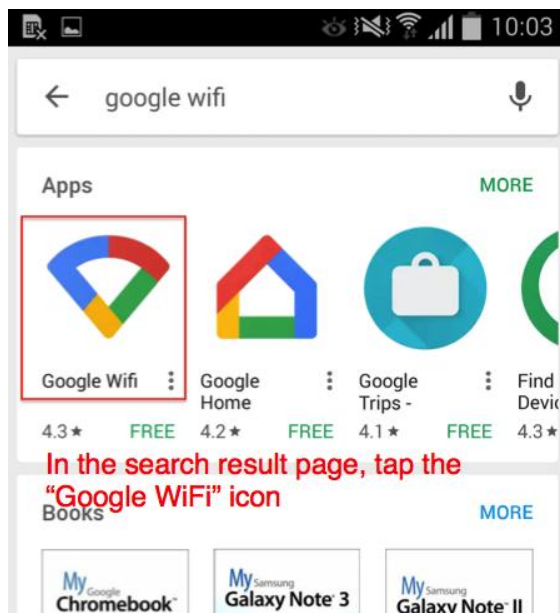 10:03
google wifi
Apps MORE
Google Wifi Google Home Google Trips - Find Devic
4.3★ FREE 4.2★ FREE 4.1★ FREE 4.3★
In the search result page, tap the
“Google WiFi” icon
Books MORE
My Google Chromebook™ My Samsung Galaxy Note® 3 My Samsung Galaxy Note® II